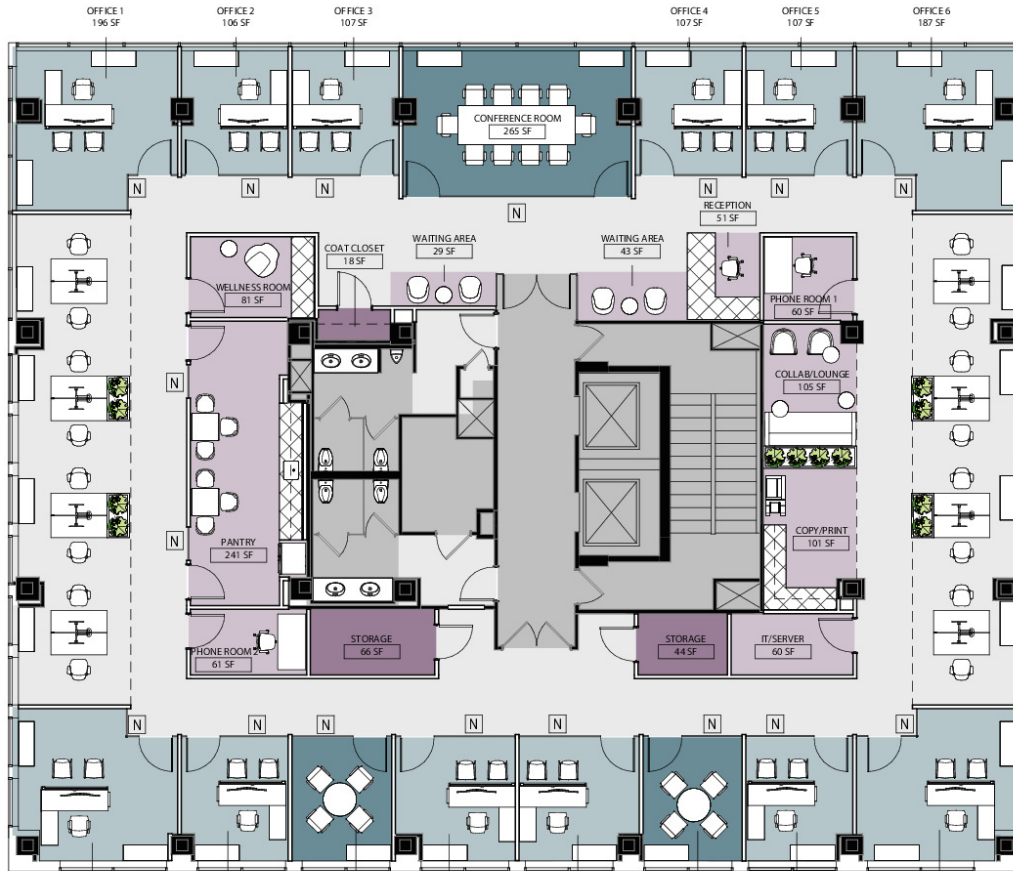 OFFICE 1
196 SF
OFFICE 2
106 SF
OFFICE 3
107 SF
OFFICE 4
107 SF
OFFICE 5
107 SF
OFFICE 6
187 SF
CONFERENCE ROOM
265 SF
N
N
N
N
N
N
N
RECEPTION
51 SF
COAT CLOSET
18 SF
WAITING AREA
29 SF
WAITING AREA
43 SF
WELLNESS ROOM
81 SF
PHONE ROOM 1
60 SF
N
COLLAB/LOUNGE
105 SF
N
PANTRY
241 SF
COPY/PRINT
101 SF
PHONE ROOM 2
61 SF
STORAGE
66 SF
STORAGE
44 SF
IT/SERVER
60 SF
N
N
N
N
N
N
N
N